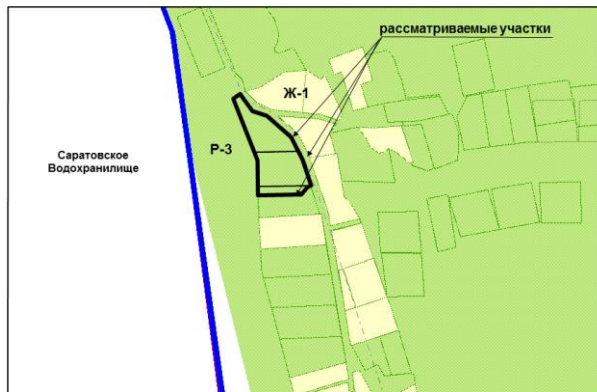 рассматриваемые участки
Ж-1
Р-3
Саратовское
Водохранилище